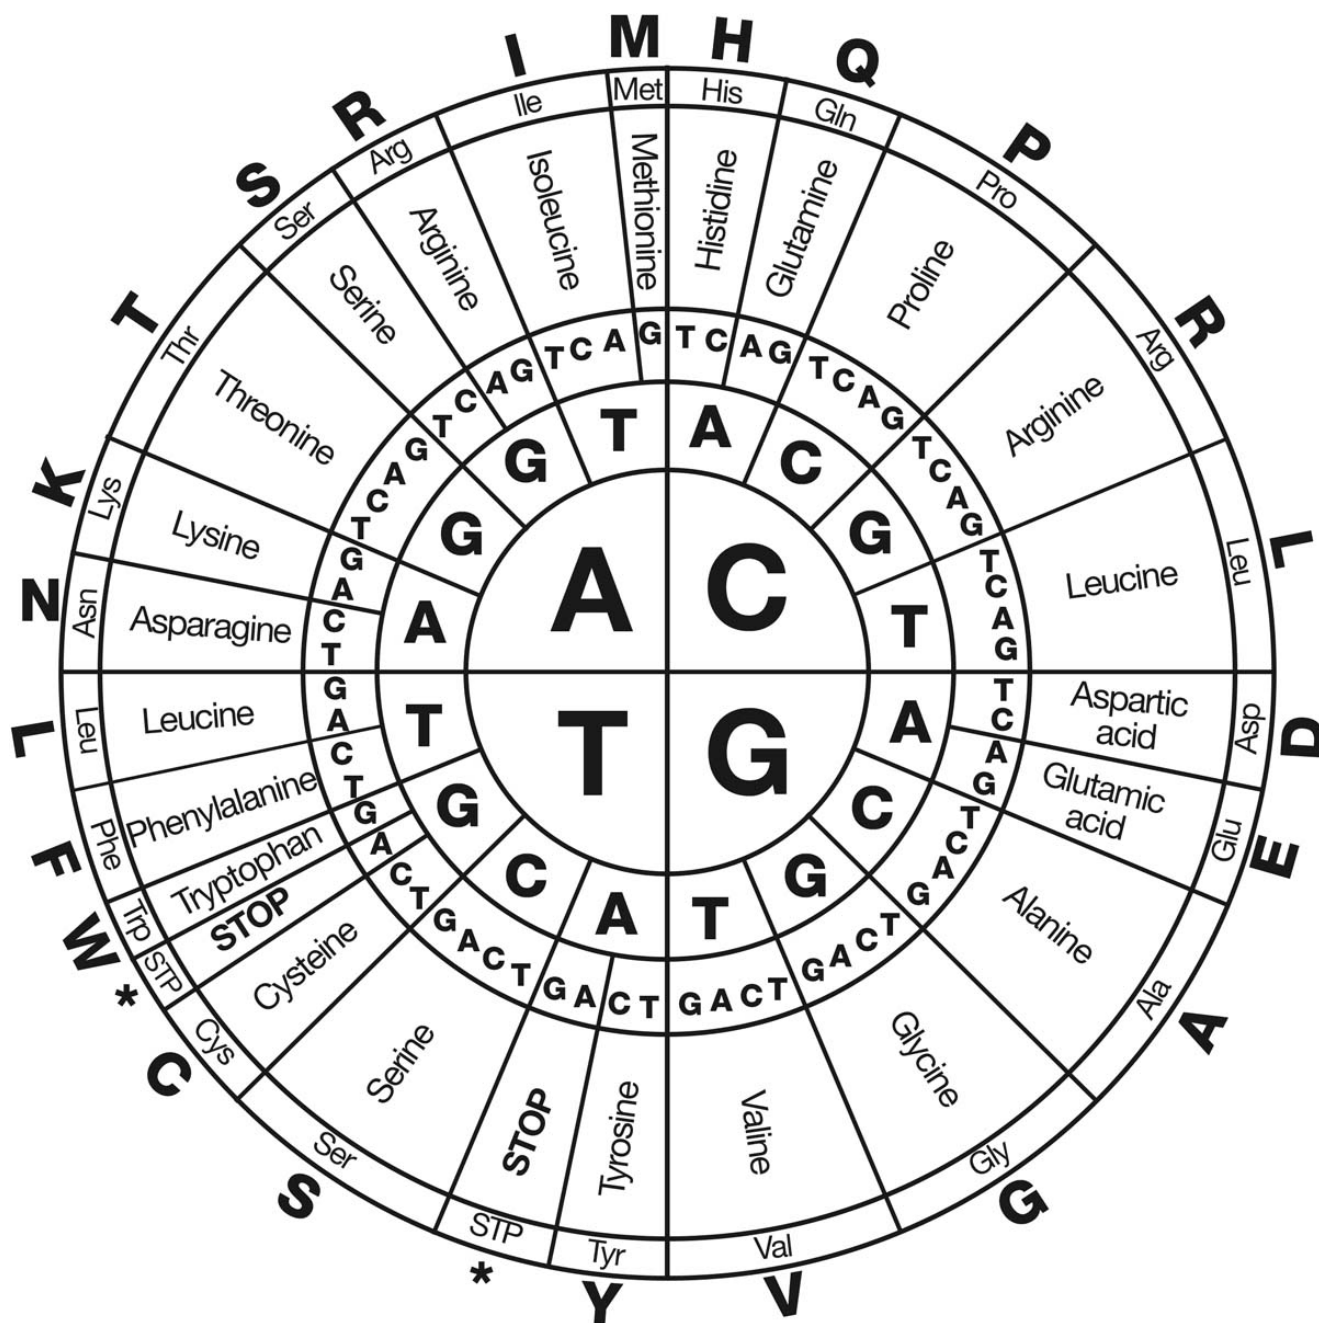 H
Q
P
R
L
D
E
A
G
V
Y
*
S
C
*
W
F
L
N
K
T
S
R
I
M
His
Gln
Pro
Arg
Leu
Asp
Glu
Ala
Gly
Val
Tyr
STP
Ser
Cys
STP
Trp
Phe
Leu
Asn
Lys
Thr
Ser
Arg
Ile
Met
Histidine
Glutamine
Proline
Arginine
Leucine
Aspartic
acid
Glutamic
acid
Alanine
Glycine
Valine
Tyrosine
STOP
Serine
Cysteine
STOP
Tryptophan
Phenylalanine
Leucine
Asparagine
Lysine
Threonine
Serine
Arginine
Isoleucine
Methionine
T C
A G
T C A G
T C A G
T C A G
T C
A G
T C A G
T C A G
T C A G
T C
A G
T C A G
T C
A
G
T C
A G
T C
A G
T C A G
T C
A G
T C A
G
A C G T
A C G T
A C G T
A G G T
A C
T G